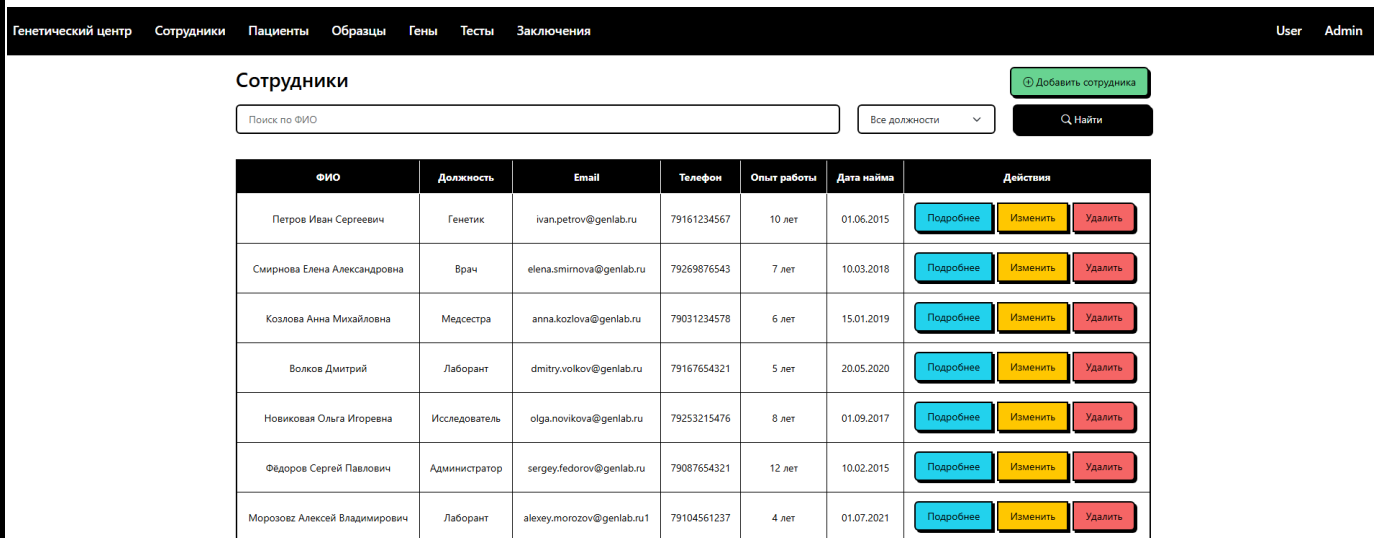 Генетический центр Сотрудники Пациенты Образцы Гены Тесты Заключения User Admin
Сотрудники
Добавить сотрудника
Поиск по ФИО Все должности Найти
ФИО Должность Email Телефон Опыт работы Дата найма Действия
Петров Иван Сергеевич Генетик ivan.petrov@genlab.ru 79161234567 10 лет 01.06.2015 Подробнее Изменить Удалить
Смирнова Елена Александровна Врач elena.smirnova@genlab.ru 79269876543 7 лет 10.03.2018 Подробнее Изменить Удалить
Козлова Анна Михайловна Медсестра anna.kozlova@genlab.ru 79031234578 6 лет 15.01.2019 Подробнее Изменить Удалить
Волков Дмитрий Лаборант dmitry.volkov@genlab.ru 79167654321 5 лет 20.05.2020 Подробнее Изменить Удалить
Новиковая Ольга Игоревна Исследователь olga.novikova@genlab.ru 79253215476 8 лет 01.09.2017 Подробнее Изменить Удалить
Фёдоров Сергей Павлович Администратор sergey.fedorov@genlab.ru 79087654321 12 лет 10.02.2015 Подробнее Изменить Удалить
Морозовz Алексей Владимирович Лаборант alexey.morozov@genlab.ru1 79104561237 4 лет 01.07.2021 Подробнее Изменить Удалить